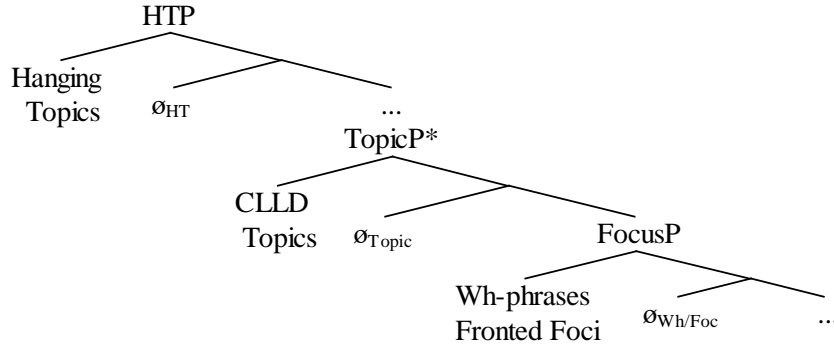 HTP
Hanging
Topics
øHT
...
TopicP*
CLLD
Topics
øTopic
FocusP
Wh-phrases
Fronted Foci
øWh/Foc
...